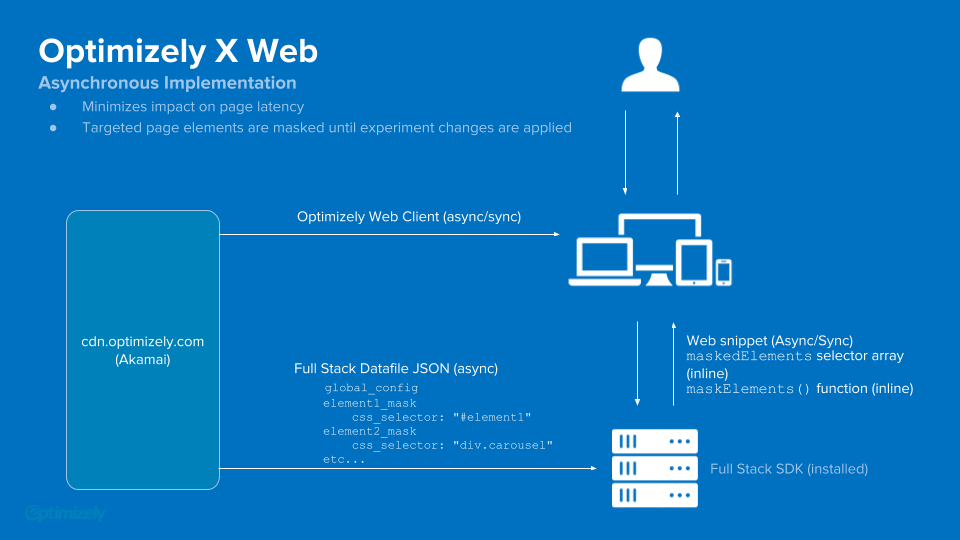 Optimizely X Web
Asynchronous Implementation
● Minimizes impact on page latency
● Targeted page elements are masked until experiment changes are applied
Optimizely Web Client (async/sync)
cdn.optimizely.com
(Akamai)
Web snippet (Async/Sync)
maskedElements selector array
(inline)
maskElements() function (inline)
Full Stack Datafile JSON (async)
global_config
element1_mask
css_selector: "#element1"
element2_mask
css_selector: "div.carousel"
etc...
Full Stack SDK (installed)
Optimizely